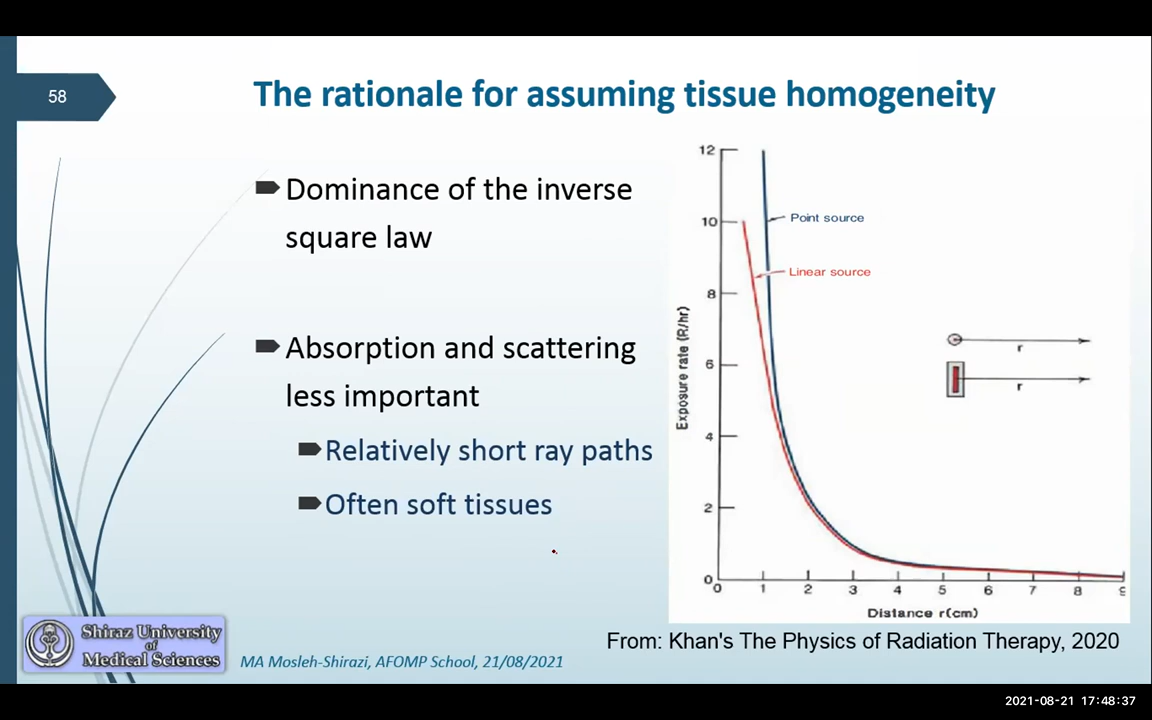 58
The rationale for assuming tissue homogeneity
Dominance of the inverse
square law
Absorption and scattering
less important
Relatively short ray paths
Often soft tissues
12
10
8
6
4
2
0
0 1 2 3 4 5 6 7 8 9
Exposure rate (R/hr)
Distance r(cm)
Point source
Linear source
r
r
From: Khan's The Physics of Radiation Therapy, 2020
Shiraz University
of
Medical Sciences
MA Mosleh-Shirazi, AFOMP School, 21/08/2021
2021-08-21 17:48:37